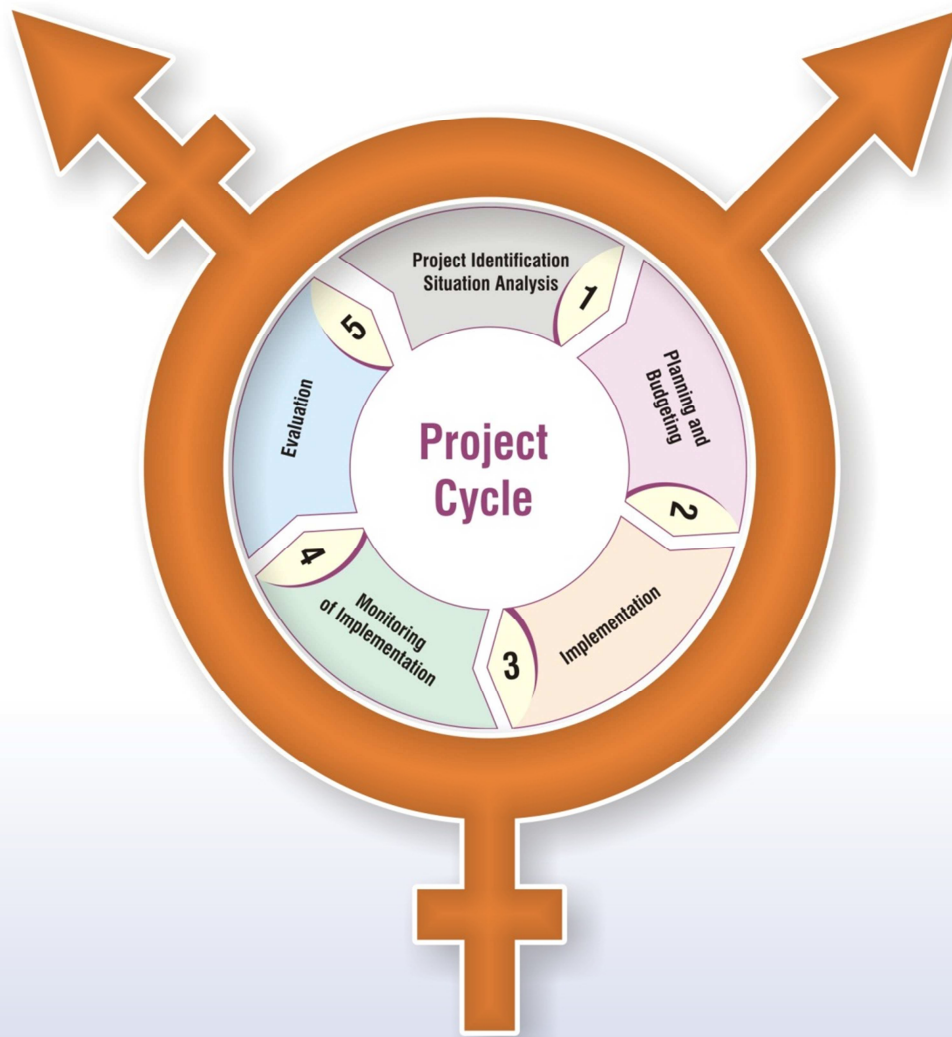 Project Identification
Situation Analysis
1
Planning and
Budgeting
2
Implementation
3
Monitoring
of Implementation
4
Evaluation
5
Project
Cycle